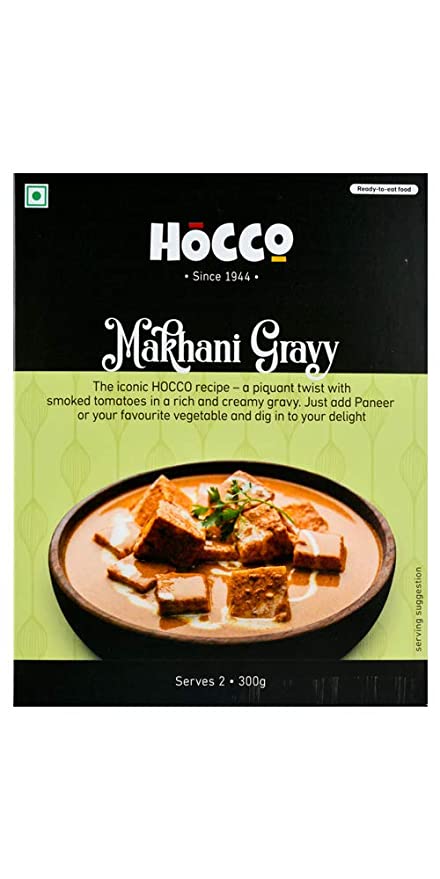 Ready-to-eat food
HOCCO
• Since 1944 •
Makhani Gravy
The iconic HOCCO recipe – a piquant twist with
smoked tomatoes in a rich and creamy gravy. Just add Paneer
or your favourite vegetable and dig in to your delight
serving suggestion
Serves 2 • 300g